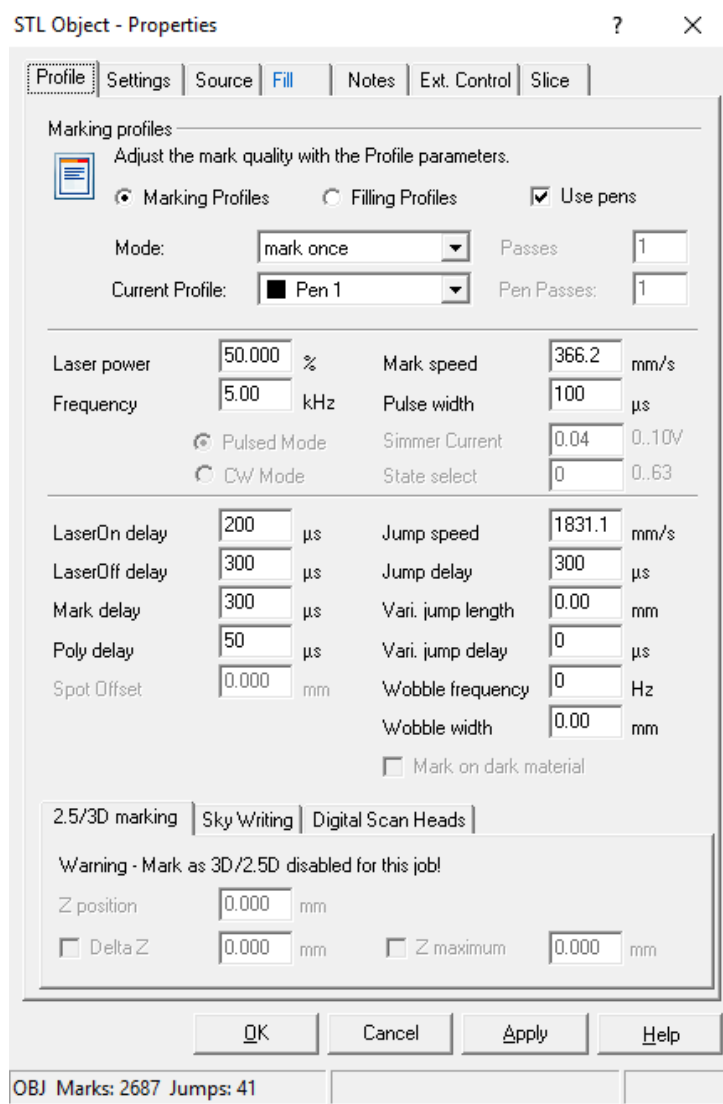 STL Object - Properties ? ×
Profile Settings Source Fill Notes Ext. Control Slice
Marking profiles
Adjust the mark quality with the Profile parameters.
Marking Profiles Filling Profiles Use pens
Mode: mark once Passes 1
Current Profile: Pen 1 Pen Passes: 1
Laser power 50.000 % Mark speed 366.2 mm/s
Frequency 5.00 kHz Pulse width 100 µs
Pulsed Mode Simmer Current 0.04 0..10V
CW Mode State select 0 0..63
LaserOn delay 200 µs Jump speed 1831.1 mm/s
LaserOff delay 300 µs Jump delay 300 µs
Mark delay 300 µs Vari. jump length 0.00 mm
Poly delay 50 µs Vari. jump delay 0 µs
Spot Offset 0.000 mm Wobble frequency 0 Hz
Wobble width 0.00 mm
Mark on dark material
2.5/3D marking Sky Writing Digital Scan Heads
Warning - Mark as 3D/2.5D disabled for this job!
Z position 0.000 mm
Delta Z 0.000 mm Z maximum 0.000 mm
OK Cancel Apply Help
OBJ Marks: 2687 Jumps: 41